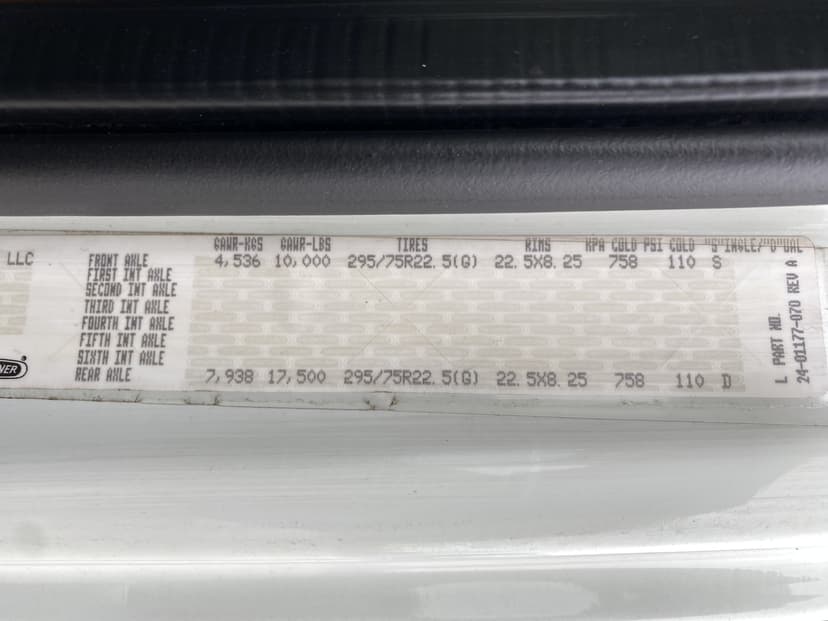 GAWR-KGS GAWR-LBS TIRES RIMS KPA COLD PSI COLD "S"INGLE/"D"UAL
LLC FRONT AXLE 4,536 10,000 295/75R22.5(G) 22.5X8.25 758 110 S
FIRST INT AXLE
SECOND INT AXLE
THIRD INT AXLE
FOURTH INT AXLE
FIFTH INT AXLE
SIXTH INT AXLE
REAR AXLE 7,938 17,500 295/75R22.5(G) 22.5X8.25 758 110 D
NER
L PART NO.
24-01177-070 REV A